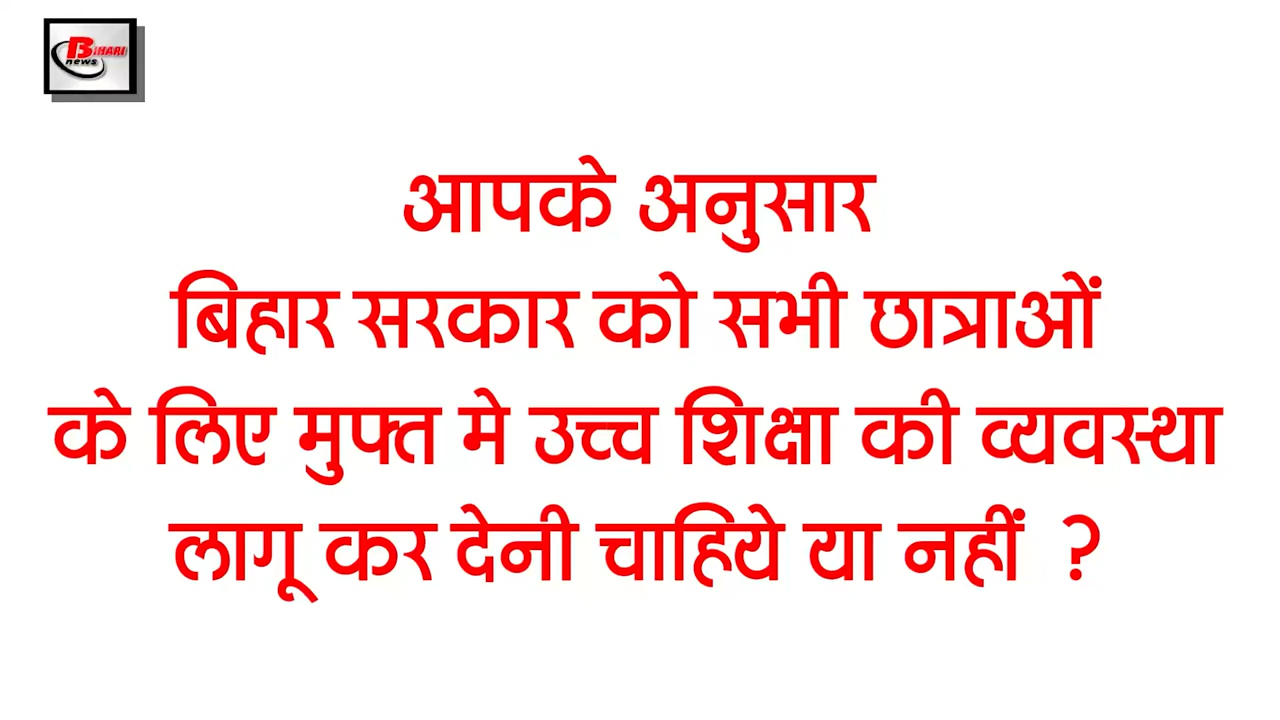 BIHARI
news
आपके अनुसार
बिहार सरकार को सभी छात्राओं
के लिए मुफ्त मे उच्च शिक्षा की व्यवस्था
लागू कर देनी चाहिये या नहीं ?